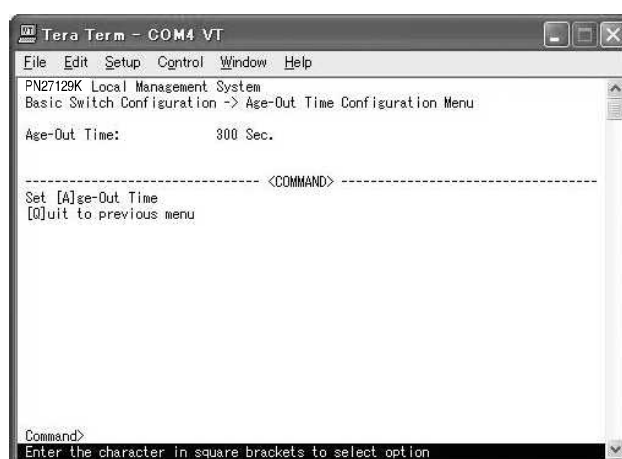 Tera Term - COM4 VT
File Edit Setup Control Window Help
PN27129K Local Management System
Basic Switch Configuration -> Age-Out Time Configuration Menu
Age-Out Time: 300 Sec.
---------------------------------- <COMMAND> -------------------------------------
Set [A]ge-Out Time
[Q]uit to previous menu
Command>
Enter the character in square brackets to select option